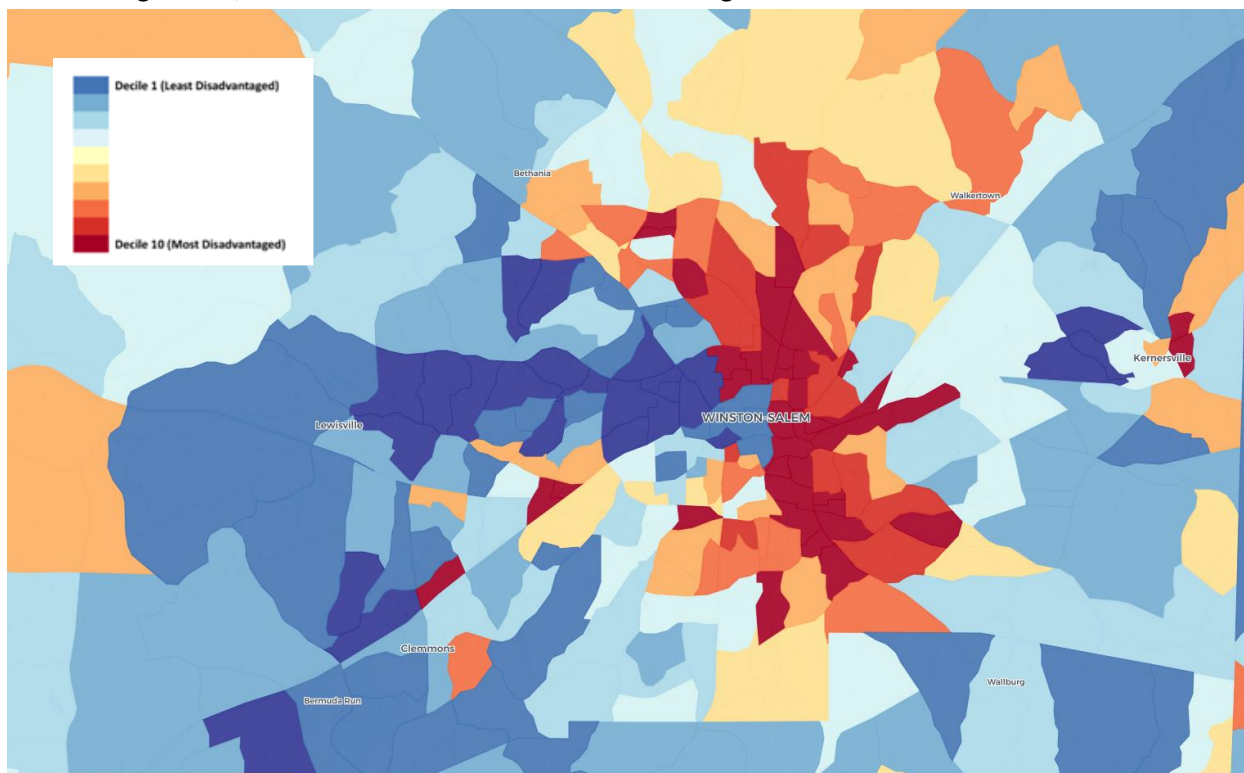 Decile 1 (Least Disadvantaged)
Decile 10 (Most Disadvantaged)
Bethania
Walkertown
Kernersville
WINSTON-SALEM
Lewisville
Clemmons
Wallburg
Bermuda Run